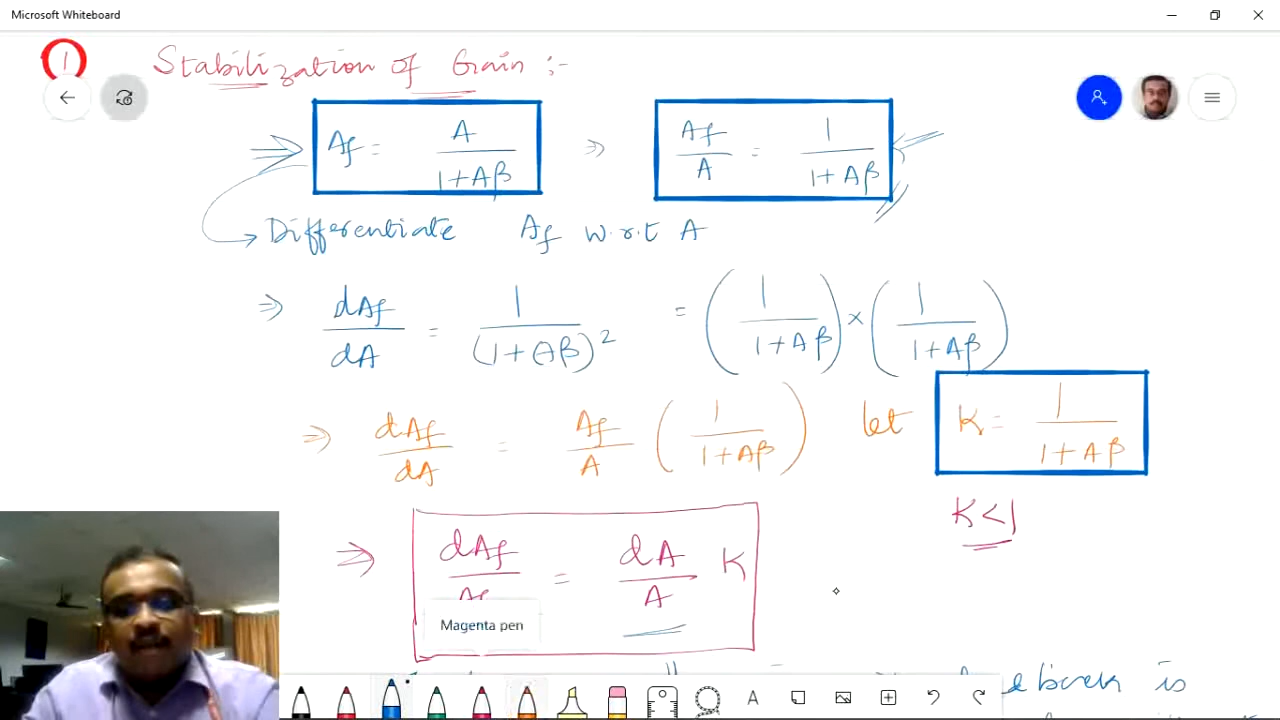 Microsoft Whiteboard
1 Stabilization of Gain :-
Af = A / (1+Aβ) ⇒ Af/A = 1 / (1+Aβ)
Differentiate Af w.r.t A
⇒ dAf/dA = 1 / (1+Aβ)² = (1 / (1+Aβ)) × (1 / (1+Aβ))
⇒ dAf/dA = Af/A (1 / (1+Aβ)) let K = 1 / (1+Aβ)
K<1
⇒ dAf/Af = dA/A K
Magenta pen
is
A